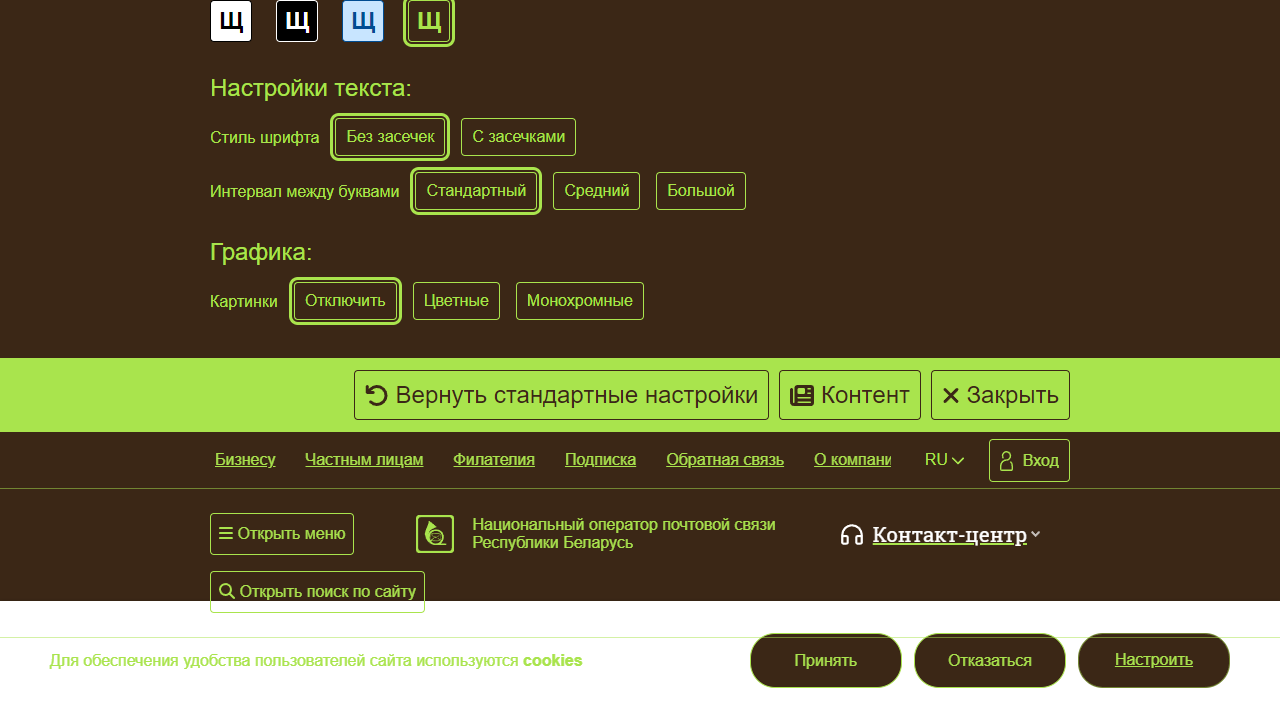 Щ Щ Щ Щ
Настройки текста:
Стиль шрифта Без засечек С засечками
Интервал между буквами Стандартный Средний Большой
Графика:
Картинки Отключить Цветные Монохромные
Вернуть стандартные настройки Контент Закрыть
Бизнесу Частным лицам Филателия Подписка Обратная связь О компани RU Вход
Открыть меню
Национальный оператор почтовой связи
Республики Беларусь
Контакт-центр
Открыть поиск по сайту
Для обеспечения удобства пользователей сайта используются cookies
Принять Отказаться Настроить